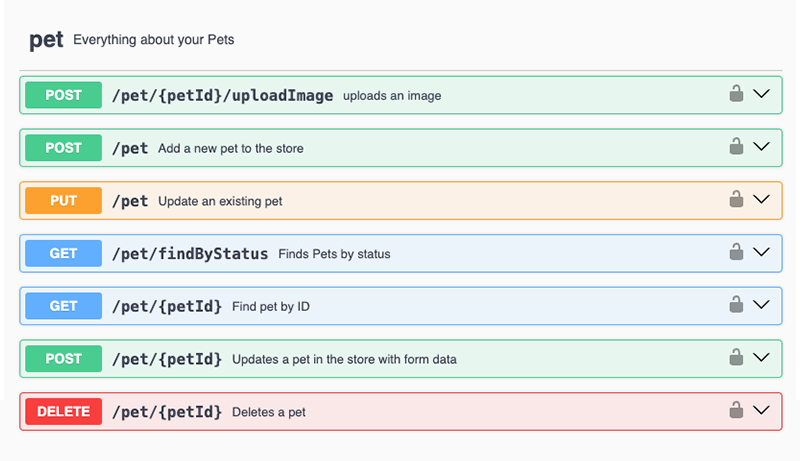 pet Everything about your Pets
POST /pet/{petId}/uploadImage uploads an image
POST /pet Add a new pet to the store
PUT /pet Update an existing pet
GET /pet/findByStatus Finds Pets by status
GET /pet/{petId} Find pet by ID
POST /pet/{petId} Updates a pet in the store with form data
DELETE /pet/{petId} Deletes a pet